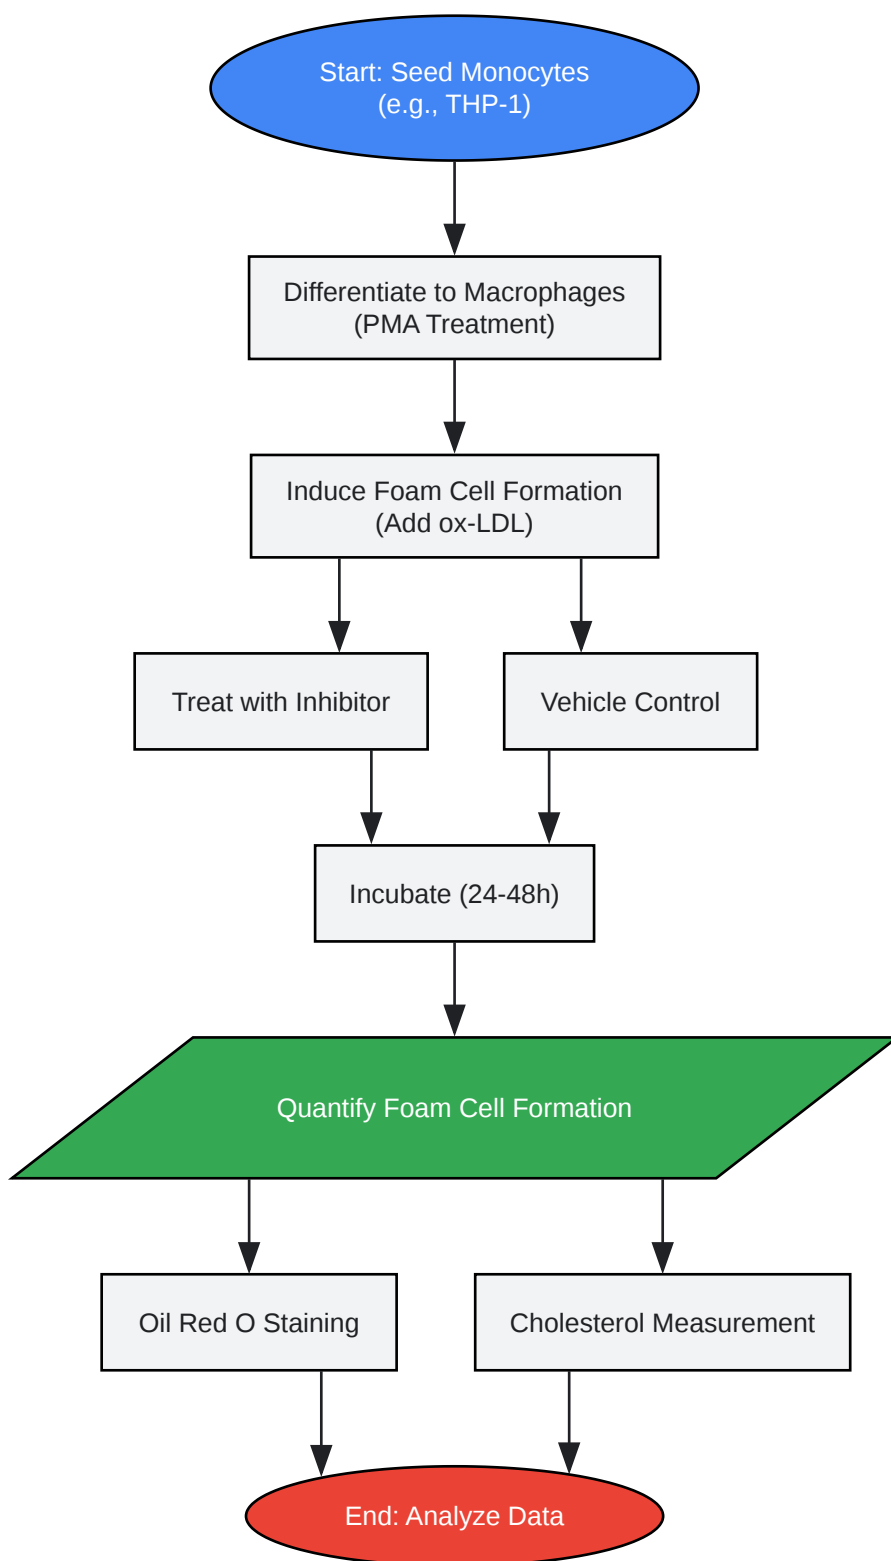 Start: Seed Monocytes
(e.g., THP-1)
Differentiate to Macrophages
(PMA Treatment)
Induce Foam Cell Formation
(Add ox-LDL)
Treat with Inhibitor
Vehicle Control
Incubate (24-48h)
Quantify Foam Cell Formation
Oil Red O Staining
Cholesterol Measurement
End: Analyze Data